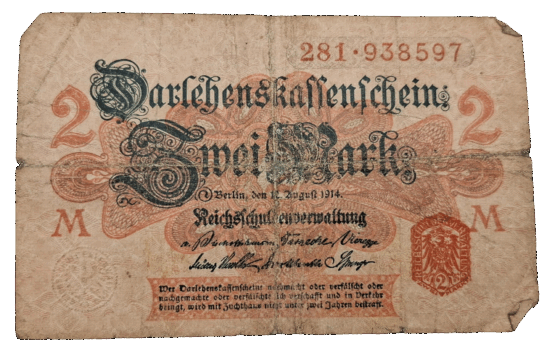 281·938597
Darlehenskassenschein.
2 Zwei Mark. 2
Berlin, den 12. August 1914.
M Reichsschuldenverwaltung M
2
Wer Darlehenskassenscheine nachmacht oder verfälscht oder
nachgemachte oder verfälschte sich verschafft und in Verkehr
bringt, wird mit Zuchthaus nicht unter zwei Jahren bestraft.